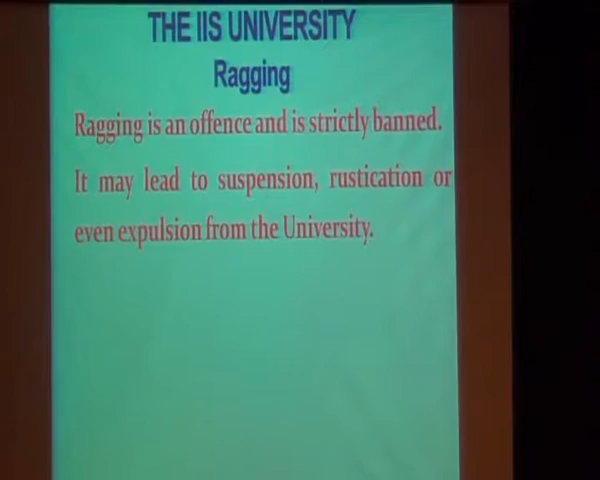 THE IIS UNIVERSITY
Ragging
Ragging is an offence and is strictly banned.
It may lead to suspension, rustication or
even expulsion from the University.